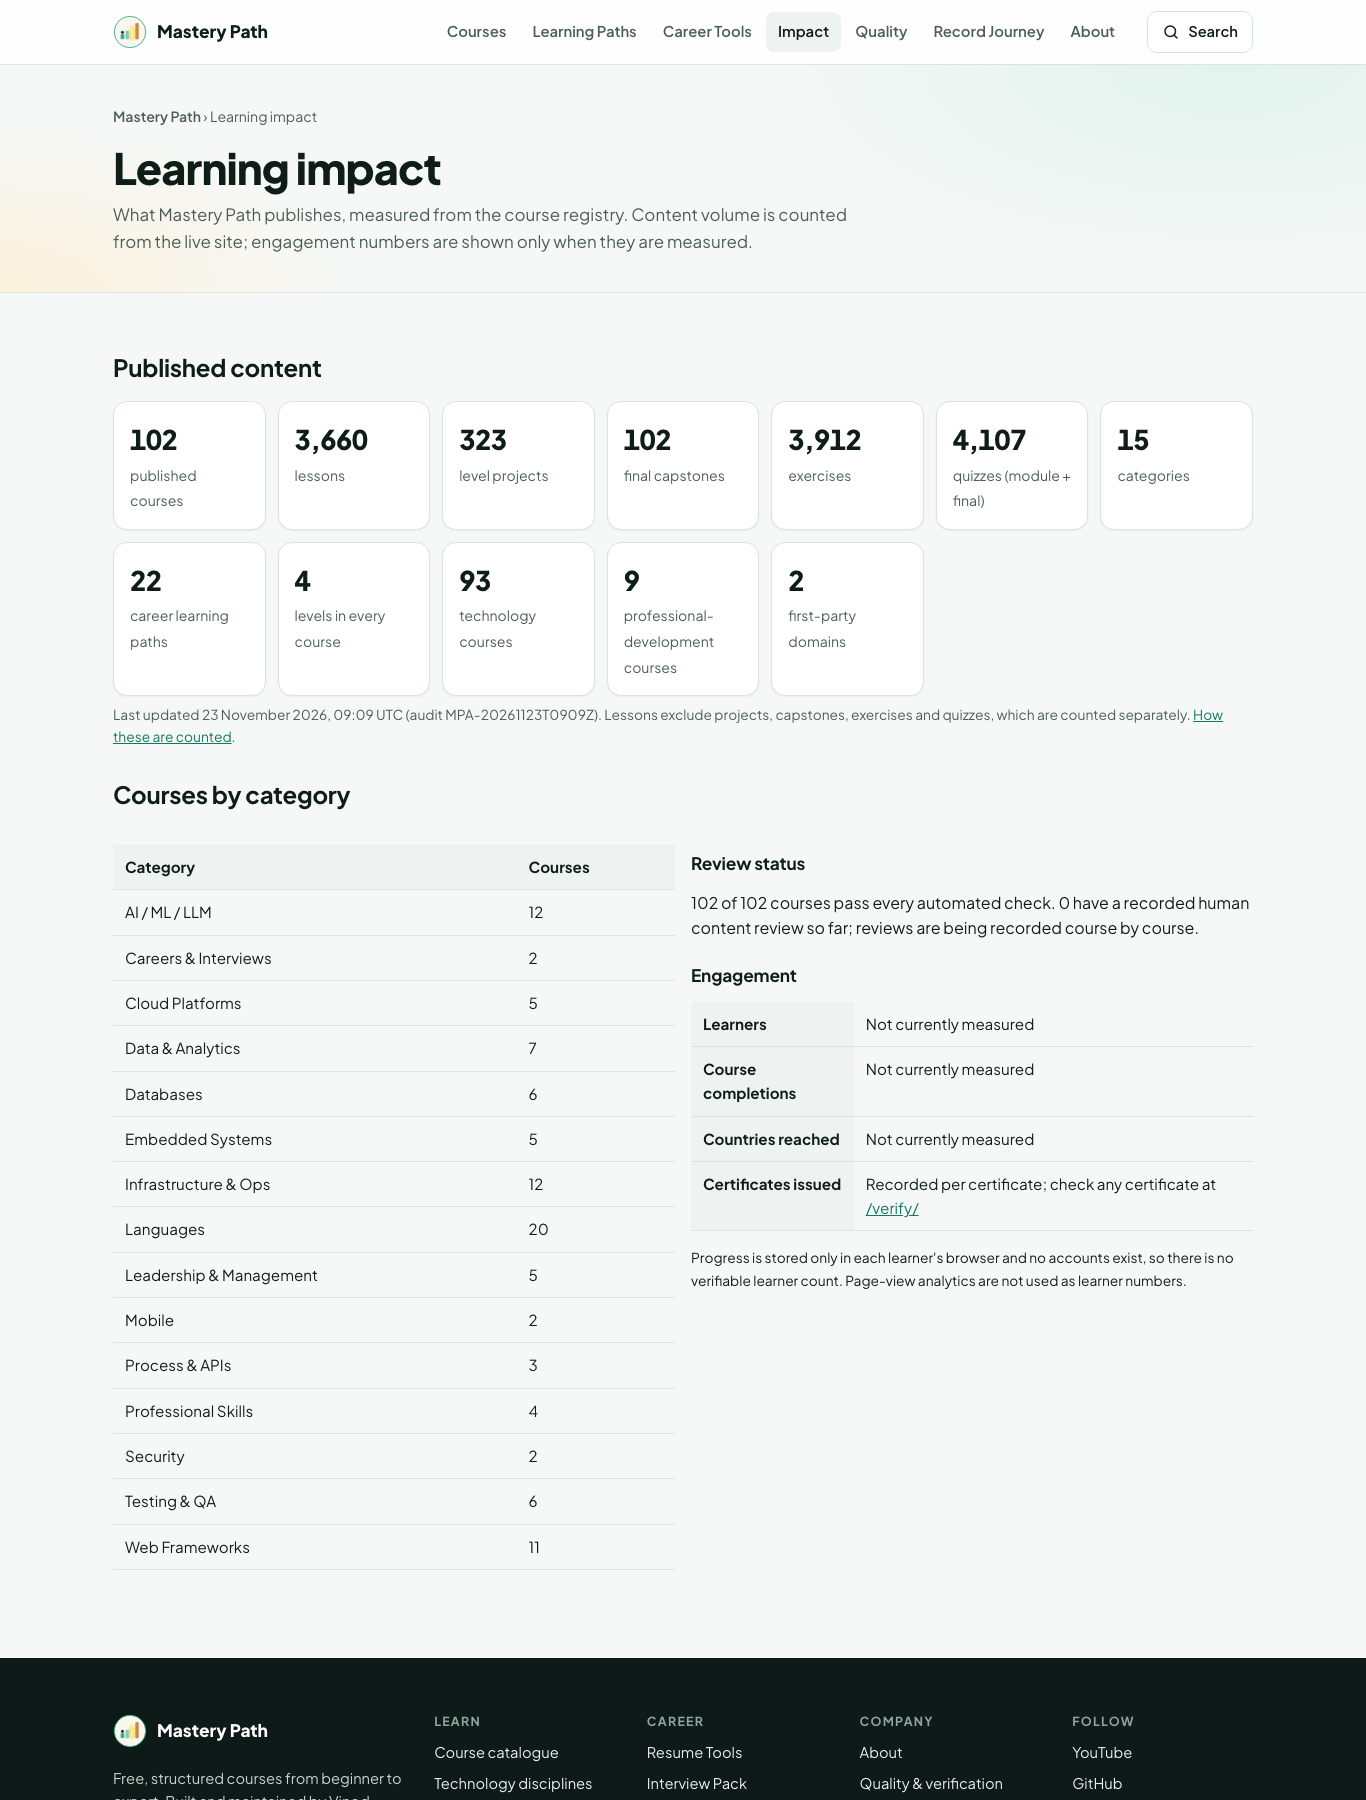 Mastery Path
Courses
Learning Paths
Career Tools
Impact
Quality
Record Journey
About
Search
Mastery Path › Learning impact
Learning impact
What Mastery Path publishes, measured from the course registry. Content volume is counted
from the live site; engagement numbers are shown only when they are measured.
Published content
102
published
courses
3,660
lessons
323
level projects
102
final capstones
3,912
exercises
4,107
quizzes (module +
final)
15
categories
22
career learning
paths
4
levels in every
course
93
technology
courses
9
professional-
development
courses
2
first-party
domains
Last updated 23 November 2026, 09:09 UTC (audit MPA-20261123T0909Z). Lessons exclude projects, capstones, exercises and quizzes, which are counted separately. How
these are counted.
Courses by category
Category Courses
AI / ML / LLM 12
Careers & Interviews 2
Cloud Platforms 5
Data & Analytics 7
Databases 6
Embedded Systems 5
Infrastructure & Ops 12
Languages 20
Leadership & Management 5
Mobile 2
Process & APIs 3
Professional Skills 4
Security 2
Testing & QA 6
Web Frameworks 11
Review status
102 of 102 courses pass every automated check. 0 have a recorded human
content review so far; reviews are being recorded course by course.
Engagement
Learners Not currently measured
Course
completions
Not currently measured
Countries reached Not currently measured
Certificates issued Recorded per certificate; check any certificate at
/verify/
Progress is stored only in each learner's browser and no accounts exist, so there is no
verifiable learner count. Page-view analytics are not used as learner numbers.
Mastery Path
Free, structured courses from beginner to
LEARN
Course catalogue
Technology disciplines
CAREER
Resume Tools
Interview Pack
COMPANY
About
Quality & verification
FOLLOW
YouTube
GitHub